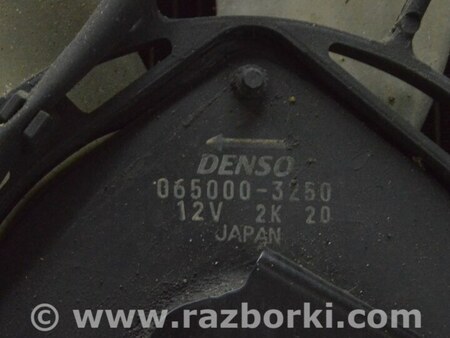 DENSO
065000-3250
12V 2K 20
JAPAN
© www.razborki.com